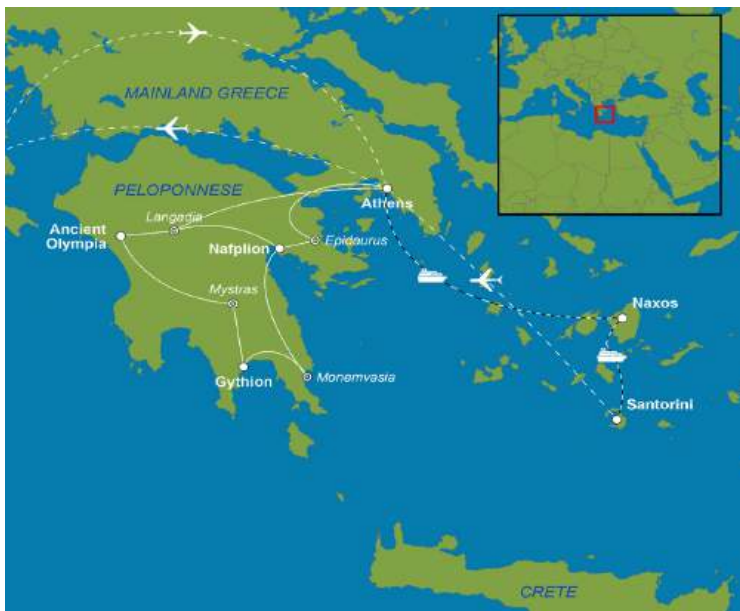 MAINLAND GREECE
PELOPONNESE
Athens
Langadia
Ancient
Olympia
Nafplion
Epidaurus
Mystras
Naxos
Gythion
Monemvasia
Santorini
CRETE